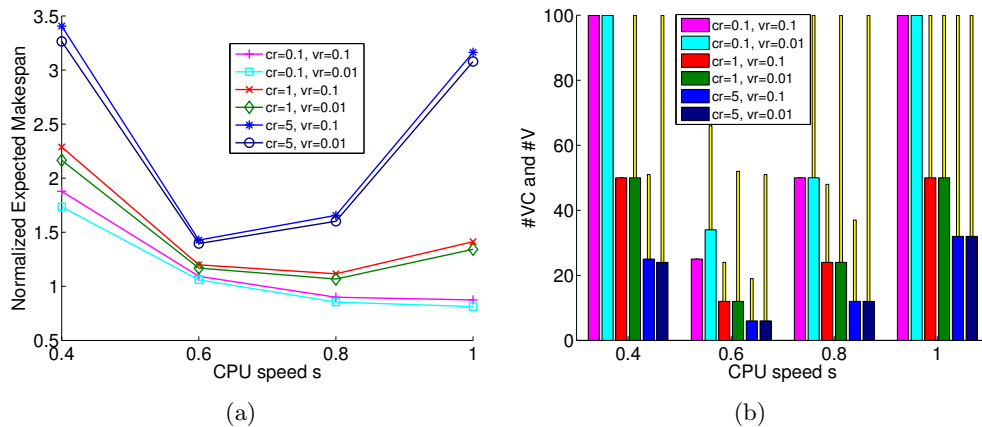 3.5
3
2.5
2
1.5
1
0.5
0.4
0.6
0.8
1
Normalized Expected Makespan
CPU speed s
cr=0.1, vr=0.1
cr=0.1, vr=0.01
cr=1, vr=0.1
cr=1, vr=0.01
cr=5, vr=0.1
cr=5, vr=0.01
(a)
100
80
60
40
20
0
0.4
0.6
0.8
1
#VC and #V
CPU speed s
cr=0.1, vr=0.1
cr=0.1, vr=0.01
cr=1, vr=0.1
cr=1, vr=0.01
cr=5, vr=0.1
cr=5, vr=0.01
(b)